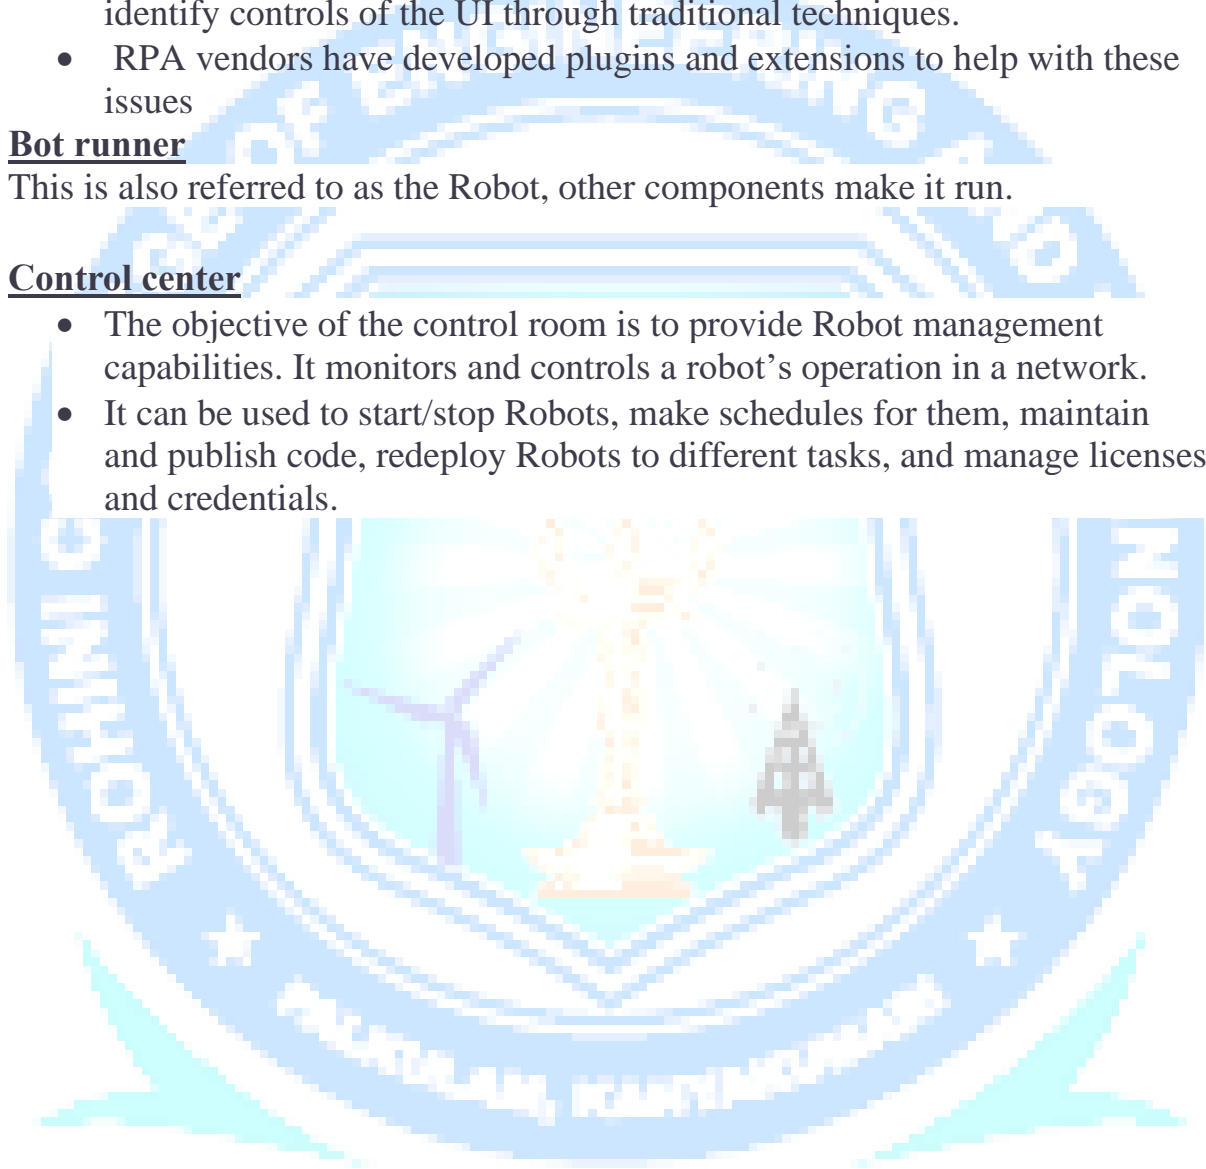 identify controls of the UI through traditional techniques.
• RPA vendors have developed plugins and extensions to help with these
issues
Bot runner
This is also referred to as the Robot, other components make it run.
Control center
• The objective of the control room is to provide Robot management
capabilities. It monitors and controls a robot’s operation in a network.
• It can be used to start/stop Robots, make schedules for them, maintain
and publish code, redeploy Robots to different tasks, and manage licenses
and credentials.
ROHINI
OF ENGINEERING
NOLOGY